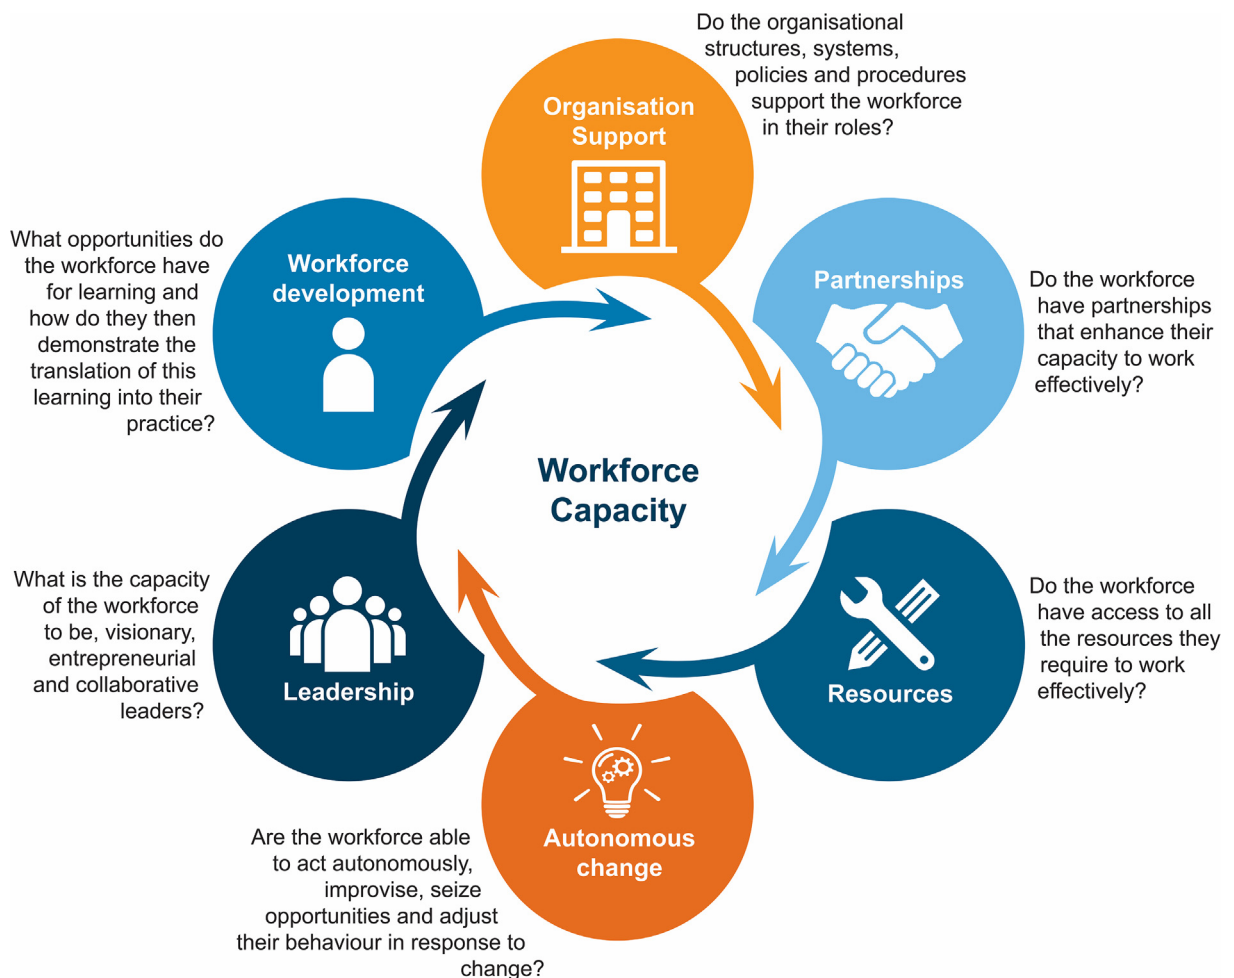 Do the organisational
structures, systems,
policies and procedures
support the workforce
in their roles?
Organisation
Support
Partnerships
Do the workforce
have partnerships
that enhance their
capacity to work
effectively?
Resources
Do the workforce
have access to all
the resources they
require to work
effectively?
Autonomous
change
Are the workforce able
to act autonomously,
improvise, seize
opportunities and adjust
their behaviour in response to
change?
Leadership
What is the capacity
of the workforce
to be, visionary,
entrepreneurial
and collaborative
leaders?
Workforce
development
What opportunities do
the workforce have
for learning and
how do they then
demonstrate the
translation of this
learning into their
practice?
Workforce
Capacity